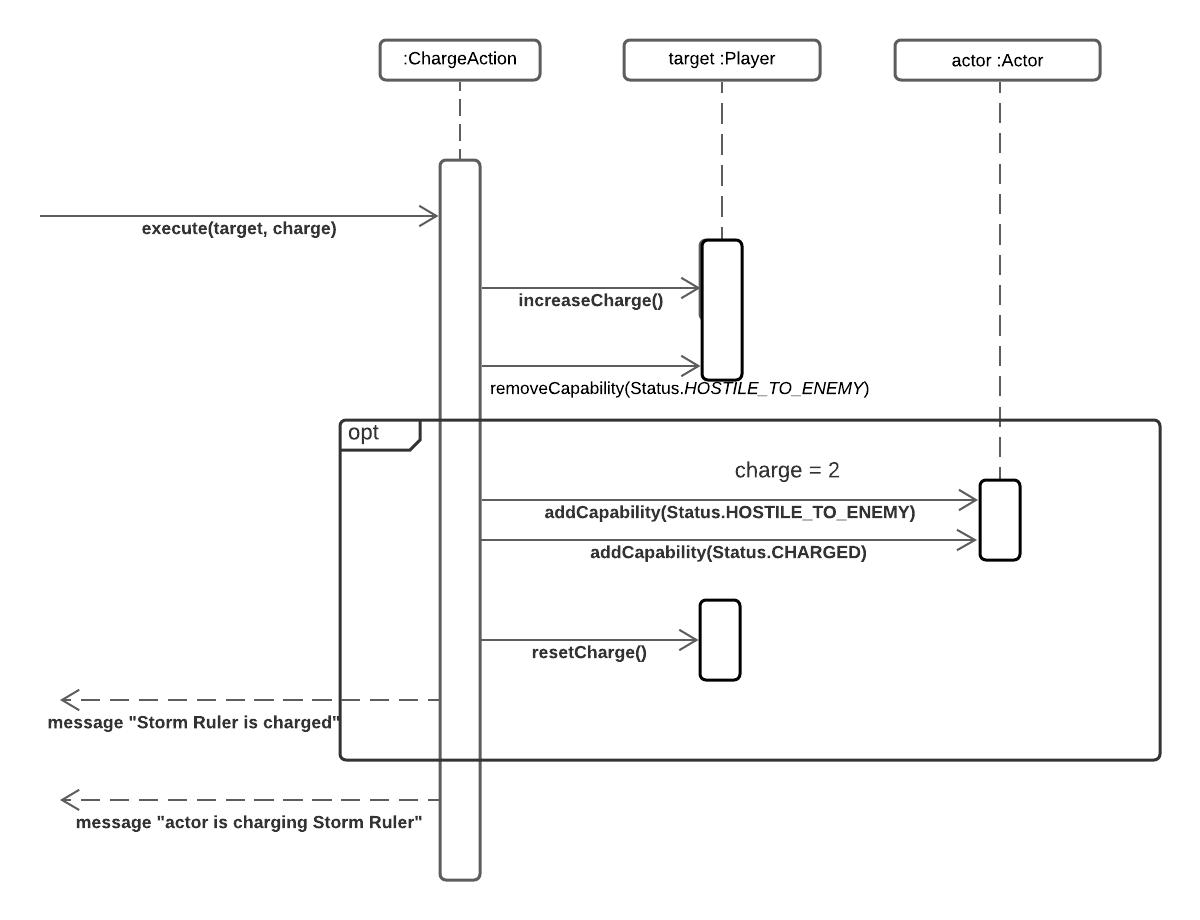 :ChargeAction
target :Player
actor :Actor
execute(target, charge)
increaseCharge()
removeCapability(Status.HOSTILE_TO_ENEMY)
opt
charge = 2
addCapability(Status.HOSTILE_TO_ENEMY)
addCapability(Status.CHARGED)
resetCharge()
message "Storm Ruler is charged"
message "actor is charging Storm Ruler"